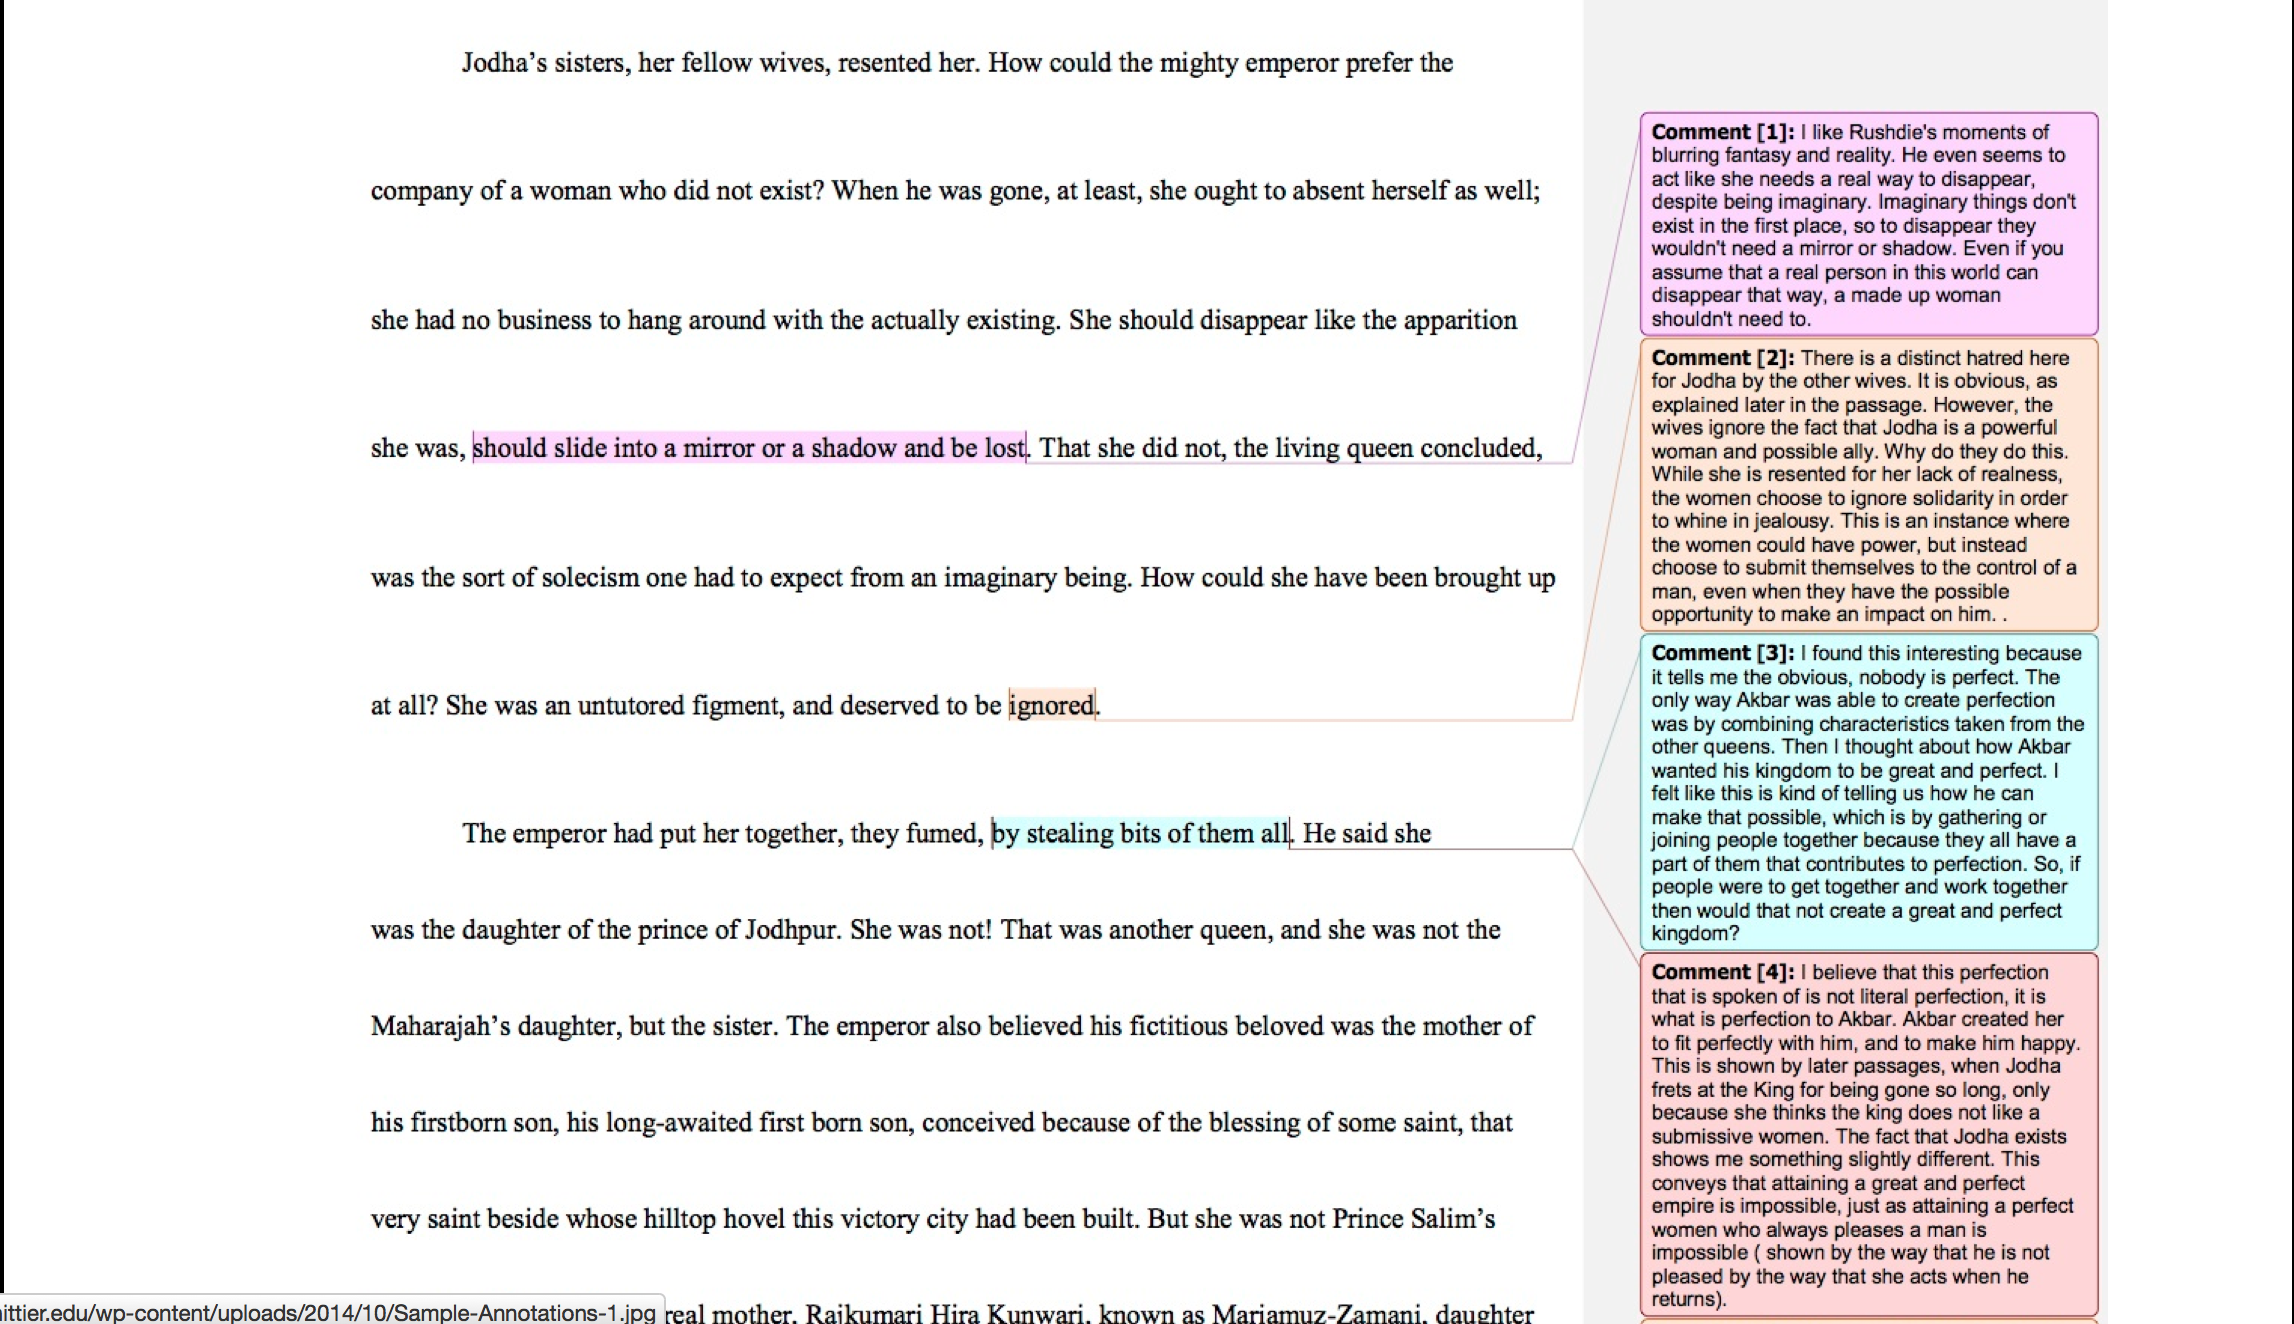 Jodha’s sisters, her fellow wives, resented her. How could the mighty emperor prefer the
company of a woman who did not exist? When he was gone, at least, she ought to absent herself as well;
she had no business to hang around with the actually existing. She should disappear like the apparition
she was, should slide into a mirror or a shadow and be lost. That she did not, the living queen concluded,
was the sort of solecism one had to expect from an imaginary being. How could she have been brought up
at all? She was an untutored figment, and deserved to be ignored.
The emperor had put her together, they fumed, by stealing bits of them all. He said she
was the daughter of the prince of Jodhpur. She was not! That was another queen, and she was not the
Maharajah’s daughter, but the sister. The emperor also believed his fictitious beloved was the mother of
his firstborn son, his long-awaited first born son, conceived because of the blessing of some saint, that
very saint beside whose hilltop hovel this victory city had been built. But she was not Prince Salim’s
real mother. Rajkumari Hira Kunwari, known as Mariamuz-Zamani, daughter
Comment [1]: I like Rushdie's moments of
blurring fantasy and reality. He even seems to
act like she needs a real way to disappear,
despite being imaginary. Imaginary things don't
exist in the first place, so to disappear they
wouldn't need a mirror or shadow. Even if you
assume that a real person in this world can
disappear that way, a made up woman
shouldn't need to.
Comment [2]: There is a distinct hatred here
for Jodha by the other wives. It is obvious, as
explained later in the passage. However, the
wives ignore the fact that Jodha is a powerful
woman and possible ally. Why do they do this.
While she is resented for her lack of realness,
the women choose to ignore solidarity in order
to whine in jealousy. This is an instance where
the women could have power, but instead
choose to submit themselves to the control of a
man, even when they have the possible
opportunity to make an impact on him. .
Comment [3]: I found this interesting because
it tells me the obvious, nobody is perfect. The
only way Akbar was able to create perfection
was by combining characteristics taken from the
other queens. Then I thought about how Akbar
wanted his kingdom to be great and perfect. I
felt like this is kind of telling us how he can
make that possible, which is by gathering or
joining people together because they all have a
part of them that contributes to perfection. So, if
people were to get together and work together
then would that not create a great and perfect
kingdom?
Comment [4]: I believe that this perfection
that is spoken of is not literal perfection, it is
what is perfection to Akbar. Akbar created her
to fit perfectly with him, and to make him happy.
This is shown by later passages, when Jodha
frets at the King for being gone so long, only
because she thinks the king does not like a
submissive women. The fact that Jodha exists
shows me something slightly different. This
conveys that attaining a great and perfect
empire is impossible, just as attaining a perfect
women who always pleases a man is
impossible ( shown by the way that he is not
pleased by the way that she acts when he
returns).
ittier.edu/wp-content/uploads/2014/10/Sample-Annotations-1.jpg